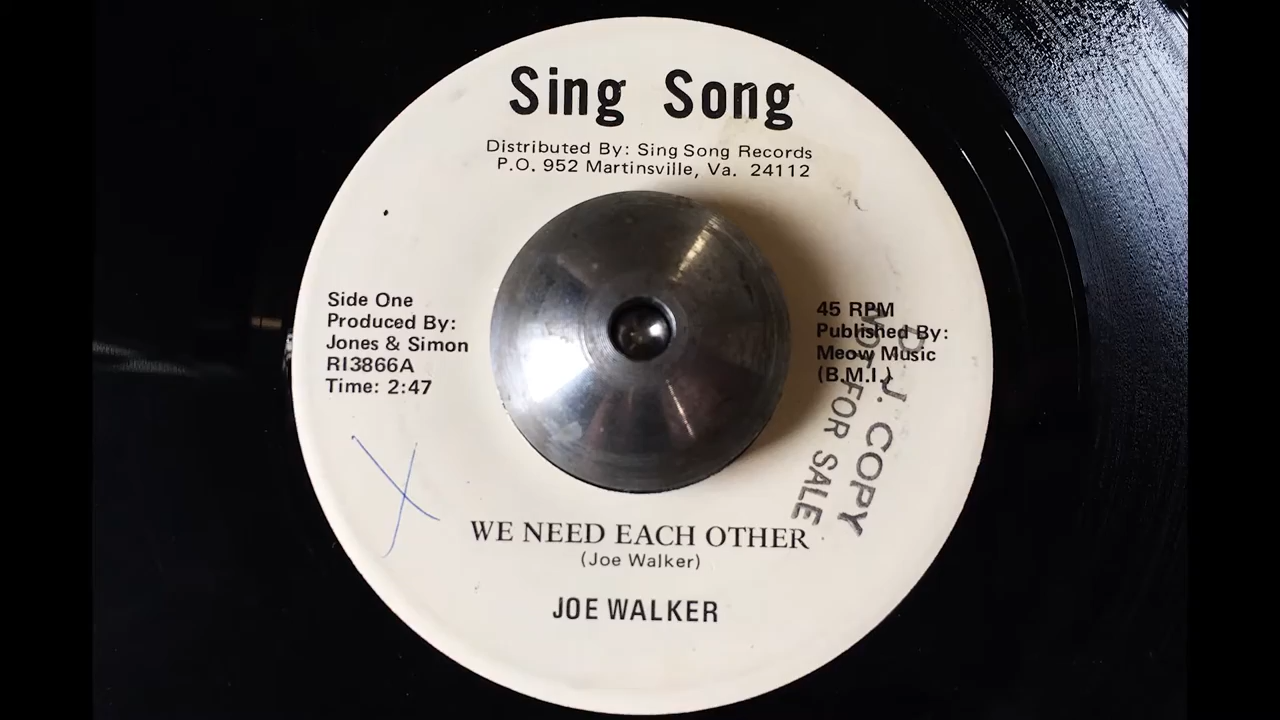 Sing Song
Distributed By: Sing Song Records
P.O. 952 Martinsville, Va. 24112
Side One
Produced By:
Jones & Simon
RI3866A
Time: 2:47
45 RPM
Published By:
Meow Music
(B.M.I.)
D. J. COPY
NOT FOR SALE
X
WE NEED EACH OTHER
(Joe Walker)
JOE WALKER